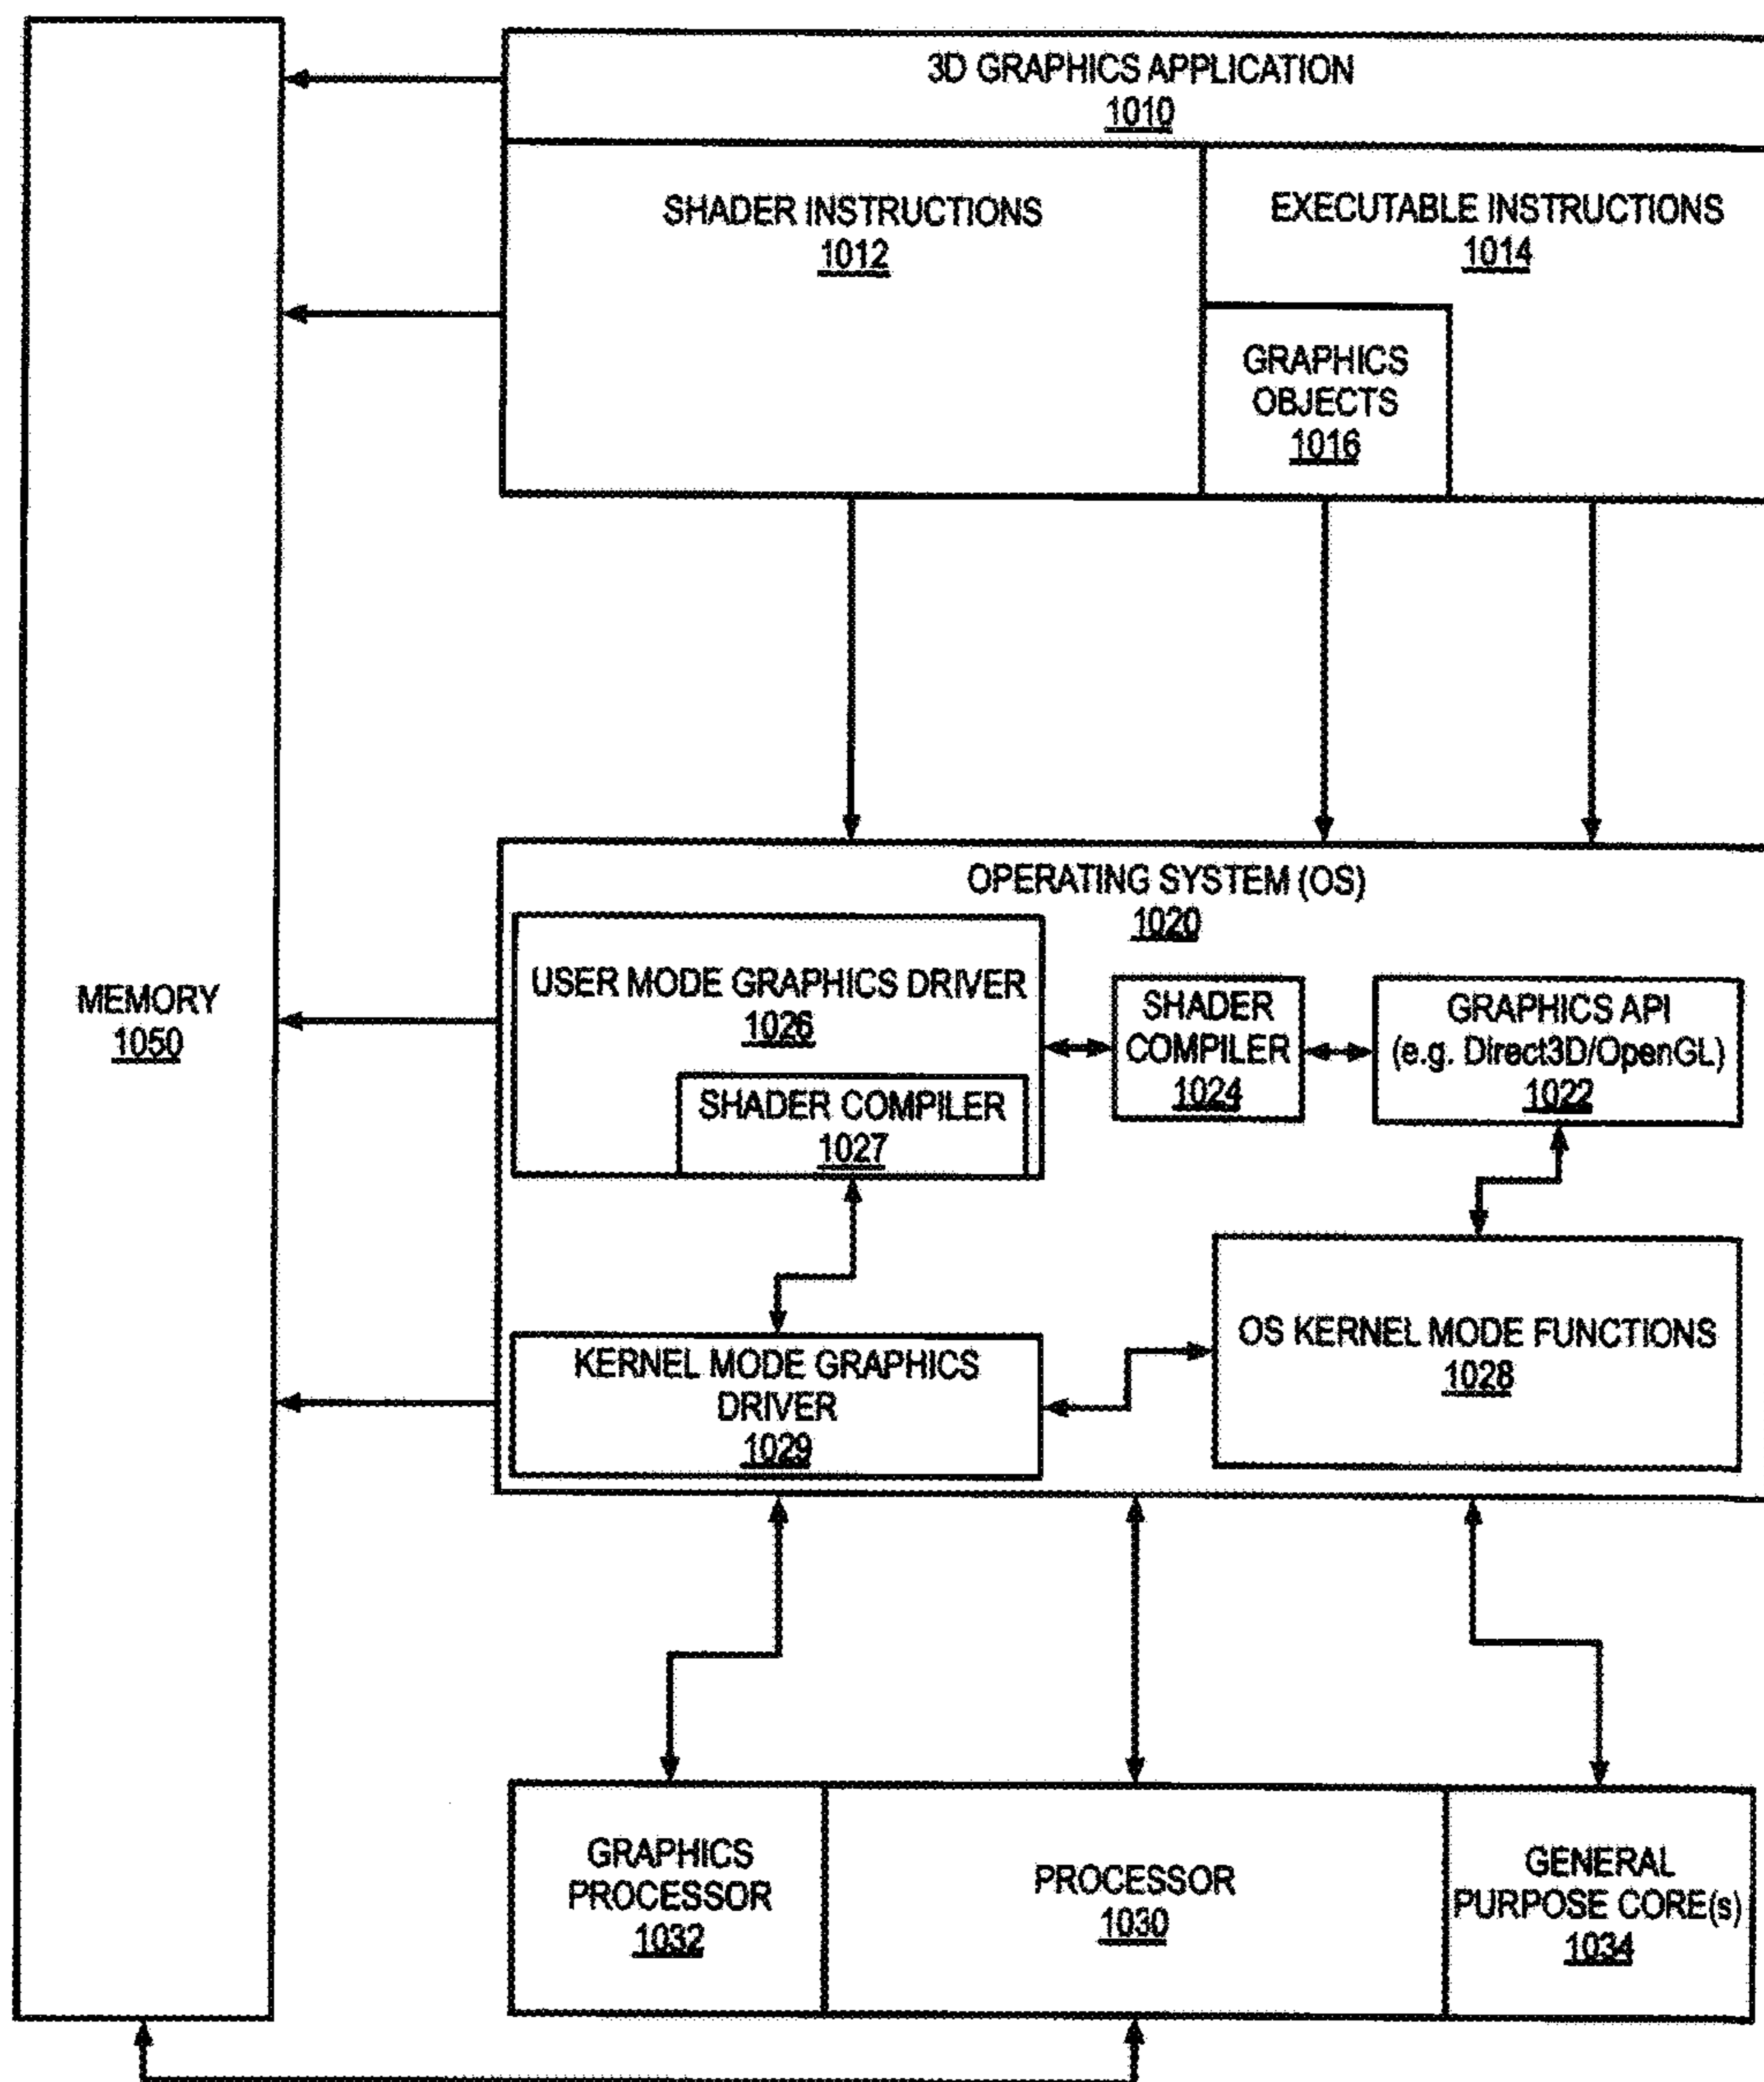 3D GRAPHICS APPLICATION
1010
SHADER INSTRUCTIONS
1012
EXECUTABLE INSTRUCTIONS
1014
GRAPHICS
OBJECTS
1016
OPERATING SYSTEM (OS)
1020
USER MODE GRAPHICS DRIVER
1026
SHADER COMPILER
1027
SHADER
COMPILER
1024
GRAPHICS API
(e.g. Direct3D/OpenGL)
1022
MEMORY
1050
KERNEL MODE GRAPHICS
DRIVER
1029
OS KERNEL MODE FUNCTIONS
1028
GRAPHICS
PROCESSOR
1032
PROCESSOR
1030
GENERAL
PURPOSE CORE(s)
1034